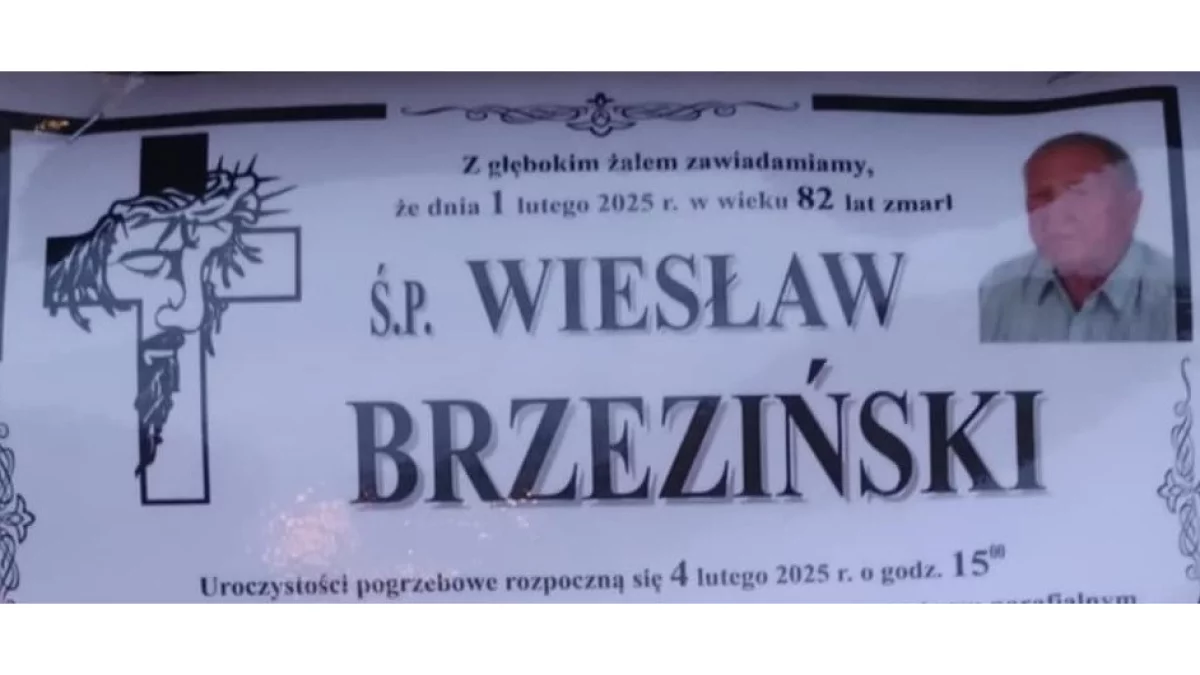 Z głębokim żalem zawiadamiamy,
że dnia 1 lutego 2025 r. w wieku 82 lat zmarł
Ś.P. WIESŁAW
BRZEZIŃSKI
Uroczystości pogrzebowe rozpoczną się 4 lutego 2025 r. o godz. 15⁰⁰
parafialnym